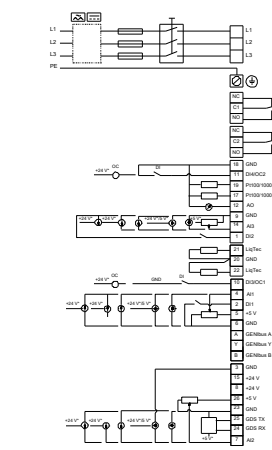 L1 L1
L2 L2
L3 L3
PE
NC
C1
NO
NC
C2
NO
18 GND
OC DI 11 DI4/OC2
+24 V*
19 Pt100/1000
17 Pt100/1000
12 AO
9 GND
+24 V* +24 V* +24 V*/5 V* +5 V*
14 AI3
1 DI2
21 LiqTec
20 GND
22 LiqTec
OC GND DI 10 DI3/OC1
+24 V*
4 AI1
+24 V* +24 V* +24 V*/5 V* 2 DI1
5 +5 V
6 GND
A GENIbus A
Y GENIbus Y
B GENIbus B
3 GND
15 +24 V
8 +24 V
26 +5 V
23 GND
25 GDS TX
+24 V* +24 V* +24 V*/5 V* 24 GDS RX
+5 V*
7 AI2